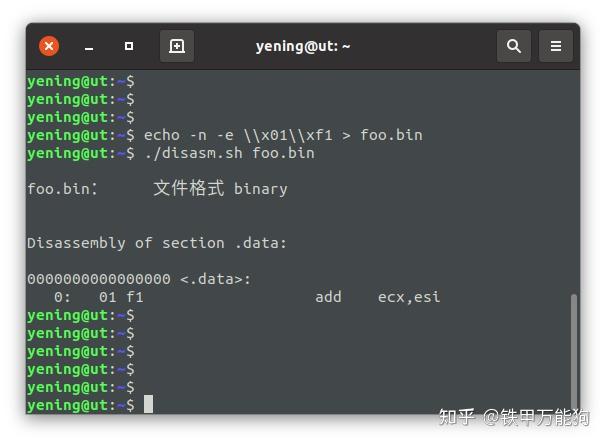 yening@ut: ~
yening@ut:~$
yening@ut:~$
yening@ut:~$
yening@ut:~$ echo -n -e \\x01\\xf1 > foo.bin
yening@ut:~$ ./disasm.sh foo.bin
foo.bin:     文件格式 binary
Disassembly of section .data:
0000000000000000 <.data>:
   0:   01 f1                   add    ecx,esi
yening@ut:~$
yening@ut:~$
yening@ut:~$
yening@ut:~$
yening@ut:~$
yening@ut:~$
知乎 @铁甲万能狗